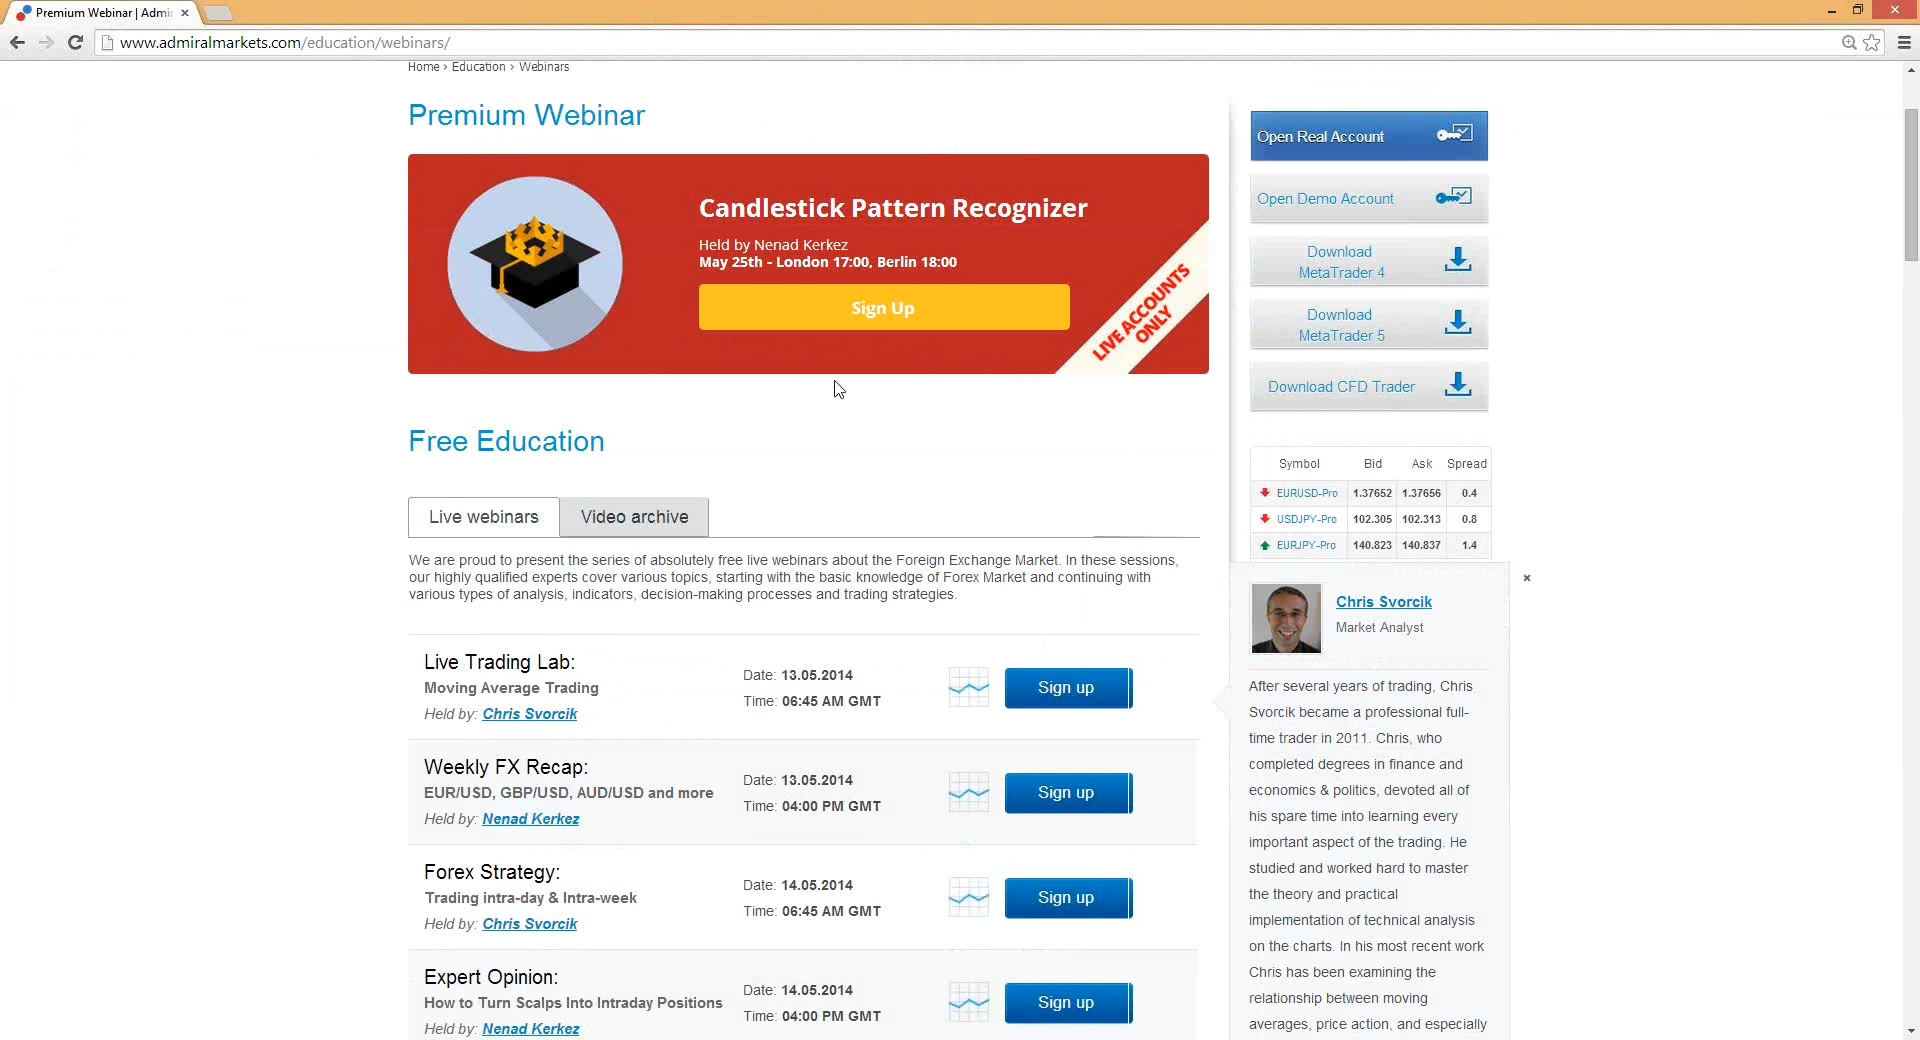 Premium Webinar | Admi
www.admiralmarkets.com/education/webinars/
Home › Education › Webinars
Premium Webinar
Candlestick Pattern Recognizer
Held by Nenad Kerkez
May 25th - London 17:00, Berlin 18:00
Sign Up
LIVE ACCOUNTS
ONLY
Free Education
Live webinars
Video archive
We are proud to present the series of absolutely free live webinars about the Foreign Exchange Market. In these sessions,
our highly qualified experts cover various topics, starting with the basic knowledge of Forex Market and continuing with
various types of analysis, indicators, decision-making processes and trading strategies.
Live Trading Lab:
Moving Average Trading
Held by: Chris Svorcik
Date: 13.05.2014
Time: 06:45 AM GMT
Sign up
Weekly FX Recap:
EUR/USD, GBP/USD, AUD/USD and more
Held by: Nenad Kerkez
Date: 13.05.2014
Time: 04:00 PM GMT
Sign up
Forex Strategy:
Trading intra-day & Intra-week
Held by: Chris Svorcik
Date: 14.05.2014
Time: 06:45 AM GMT
Sign up
Expert Opinion:
How to Turn Scalps Into Intraday Positions
Held by: Nenad Kerkez
Date: 14.05.2014
Time: 04:00 PM GMT
Sign up
Open Real Account
Open Demo Account
Download
MetaTrader 4
Download
MetaTrader 5
Download CFD Trader
Symbol Bid Ask Spread
EURUSD-Pro 1.37652 1.37656 0.4
USDJPY-Pro 102.305 102.313 0.8
EURJPY-Pro 140.823 140.837 1.4
Chris Svorcik
Market Analyst
After several years of trading, Chris
Svorcik became a professional full-
time trader in 2011. Chris, who
completed degrees in finance and
economics & politics, devoted all of
his spare time into learning every
important aspect of the trading. He
studied and worked hard to master
the theory and practical
implementation of technical analysis
on the charts. In his most recent work
Chris has been examining the
relationship between moving
averages, price action, and especially